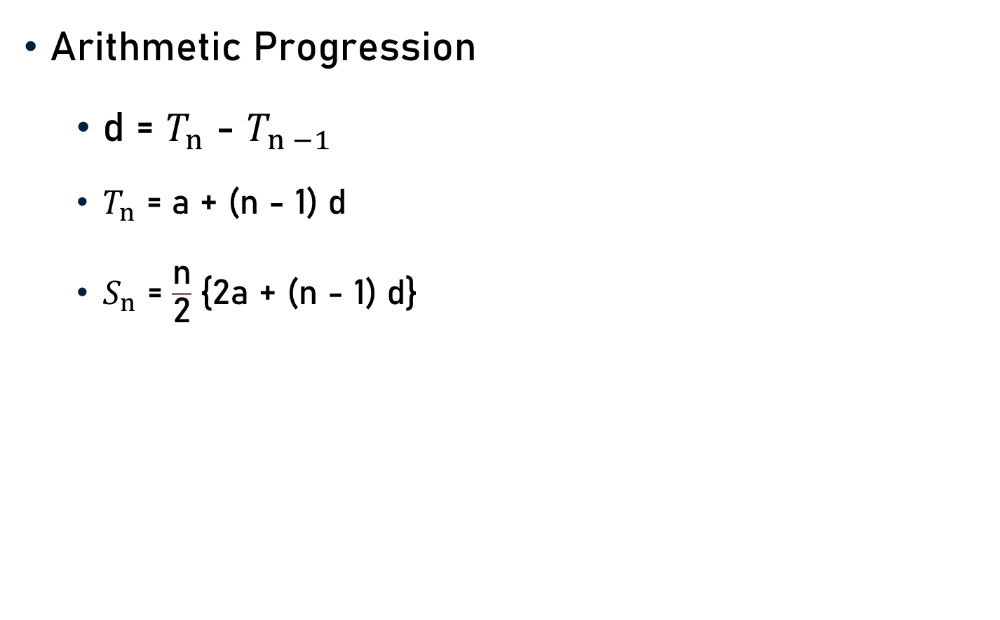 • Arithmetic Progression
• d = Tₙ - Tₙ ₋₁
• Tₙ = a + (n - 1) d
• Sₙ = n/2 {2a + (n - 1) d}